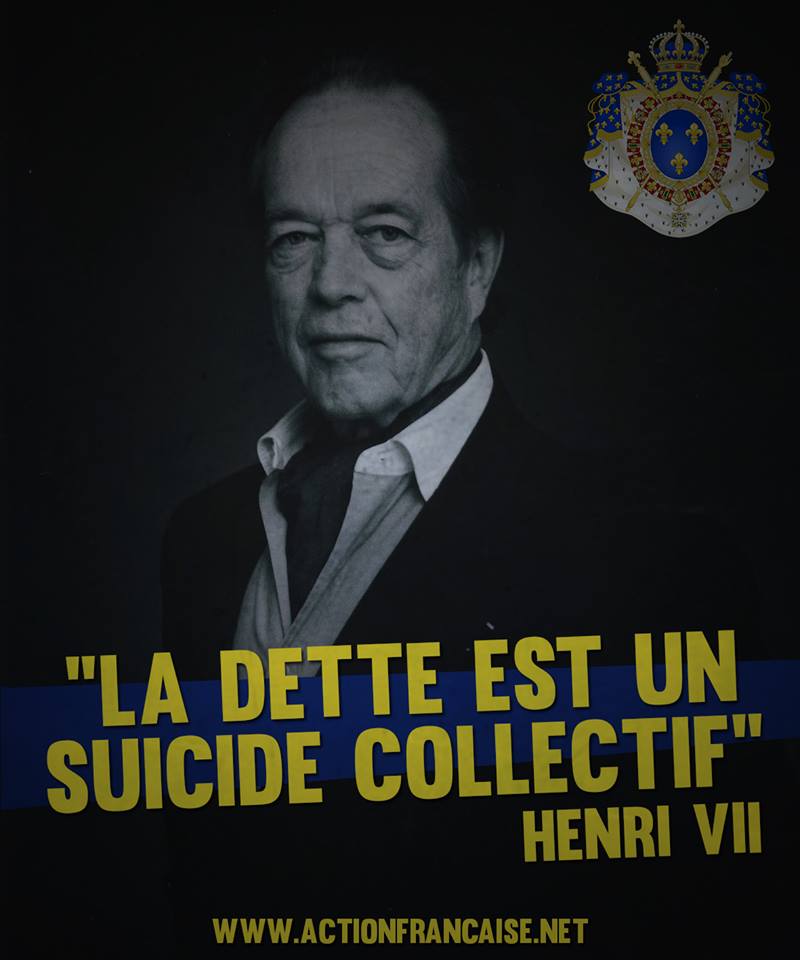 "LA DETTE EST UN
SUICIDE COLLECTIF"
HENRI VII
WWW.ACTIONFRANCAISE.NET